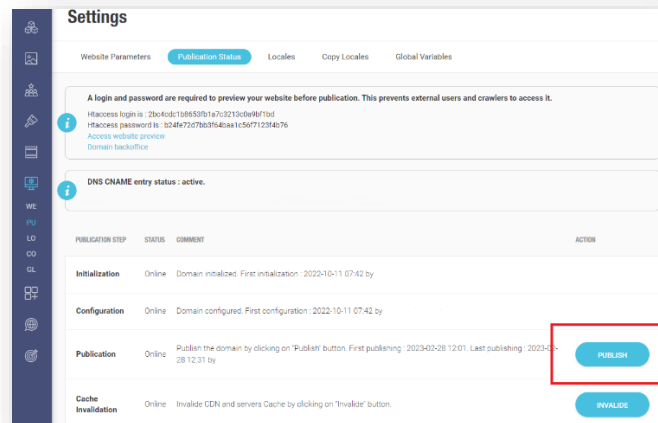 Settings
Website Parameters Publication Status Locales Copy Locales Global Variables
A login and password are required to preview your website before publication. This prevents external users and crawlers to access it.
Htaccess login is : 2bc4cdc1b8653fb1a7c3213c0a9bf1bd
Htaccess password is : b24fe72d7bb3f64bae1c56f7123f4b76
Access website preview
Domain backoffice
DNS CNAME entry status : active.
WE
PU
LO
CO
GL
PUBLICATION STEP STATUS COMMENT ACTION
Initialization Online Domain initialized. First initialization : 2022-10-11 07:42 by
Configuration Online Domain configured. First configuration : 2022-10-11 07:42 by
Publication Online Publish the domain by clicking on "Publish" button. First publishing : 2023-02-28 12:01. Last publishing : 2023-02-
28 12:31 by
PUBLISH
Cache
Invalidation Online Invalide CDN and servers Cache by clicking on "Invalide" button.
INVALIDE